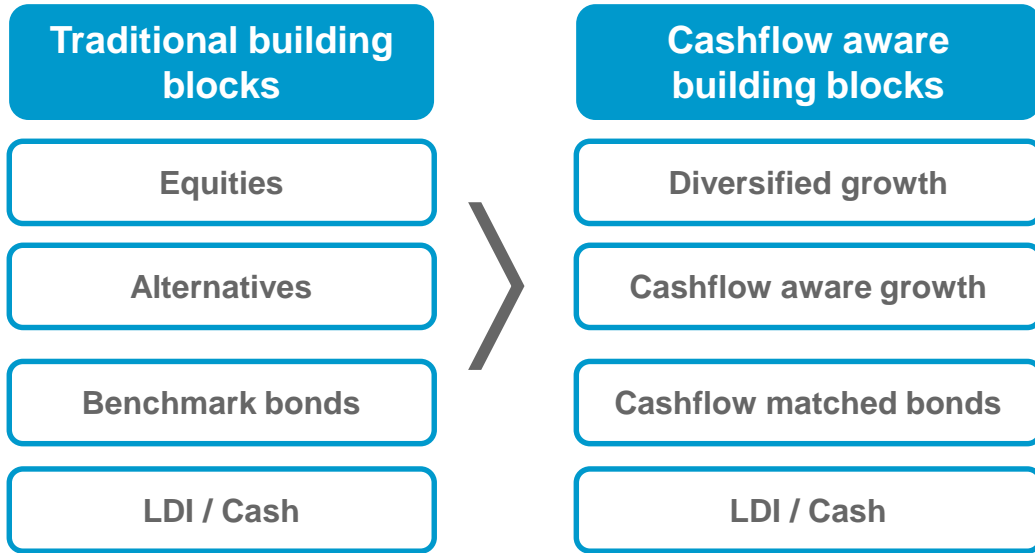 Traditional building
blocks
Equities
Alternatives
Benchmark bonds
LDI / Cash
Cashflow aware
building blocks
Diversified growth
Cashflow aware growth
Cashflow matched bonds
LDI / Cash